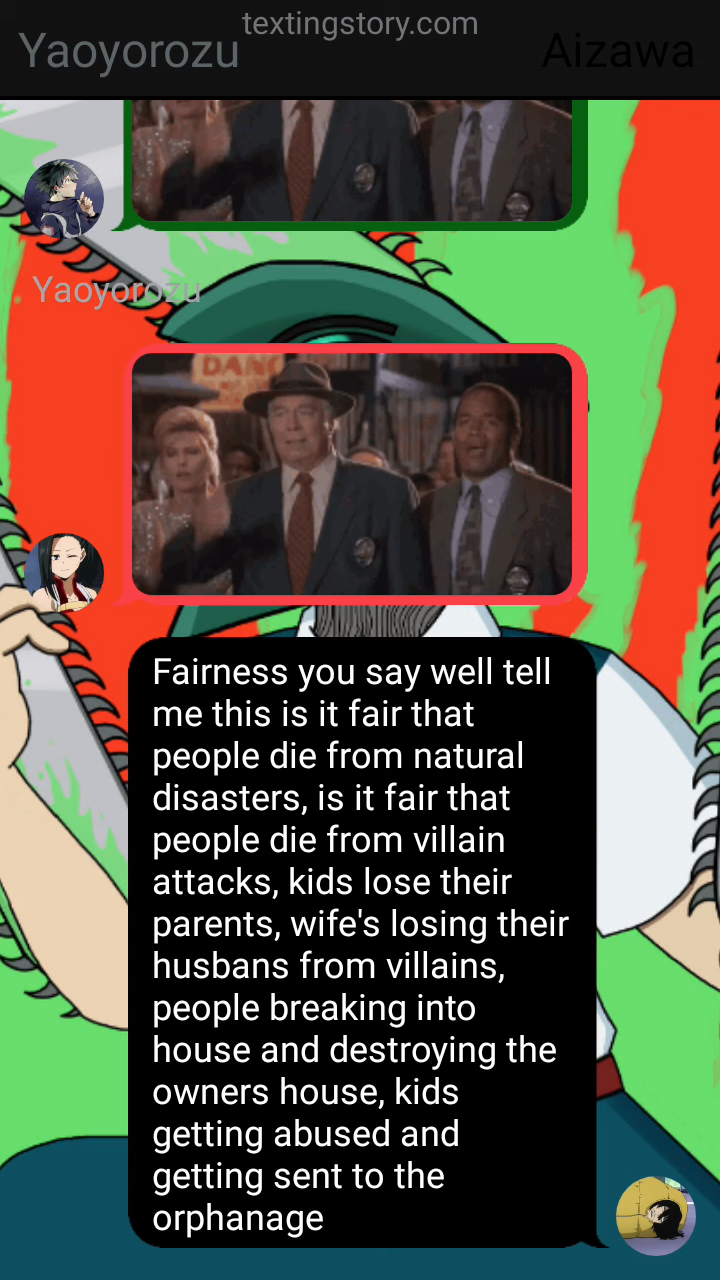 textingstory.com
Yaoyorozu
Aizawa
Yaoyorozu
DANC
Fairness you say well tell
me this is it fair that
people die from natural
disasters, is it fair that
people die from villain
attacks, kids lose their
parents, wife's losing their
husbans from villains,
people breaking into
house and destroying the
owners house, kids
getting abused and
getting sent to the
orphanage